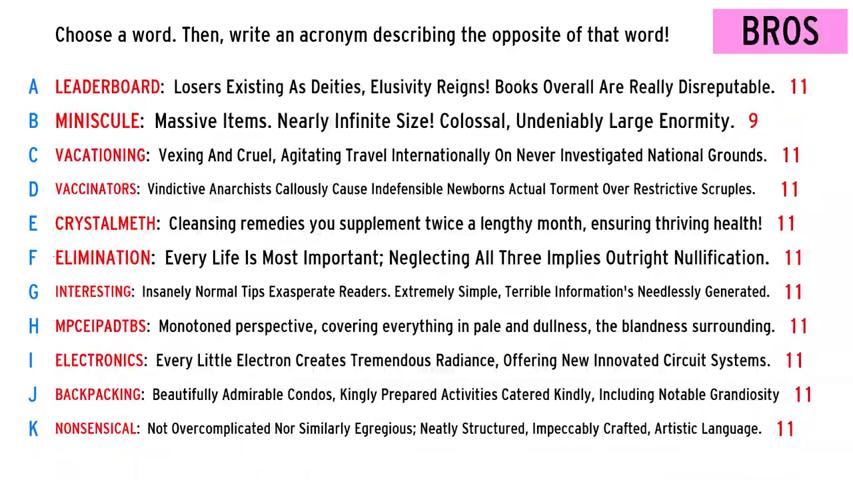 Choose a word. Then, write an acronym describing the opposite of that word!
BROS
A LEADERBOARD: Losers Existing As Deities, Elusivity Reigns! Books Overall Are Really Disreputable. 11
B MINISCULE: Massive Items. Nearly Infinite Size! Colossal, Undeniably Large Enormity. 9
C VACATIONING: Vexing And Cruel, Agitating Travel Internationally On Never Investigated National Grounds. 11
D VACCINATORS: Vindictive Anarchists Callously Cause Indefensible Newborns Actual Torment Over Restrictive Scruples. 11
E CRYSTALMETH: Cleansing remedies you supplement twice a lengthy month, ensuring thriving health! 11
F ELIMINATION: Every Life Is Most Important; Neglecting All Three Implies Outright Nullification. 11
G INTERESTING: Insanely Normal Tips Exasperate Readers. Extremely Simple, Terrible Information's Needlessly Generated. 11
H MPCEIPADTBS: Monotoned perspective, covering everything in pale and dullness, the blandness surrounding. 11
I ELECTRONICS: Every Little Electron Creates Tremendous Radiance, Offering New Innovated Circuit Systems. 11
J BACKPACKING: Beautifully Admirable Condos, Kingly Prepared Activities Catered Kindly, Including Notable Grandiosity 11
K NONSENSICAL: Not Overcomplicated Nor Similarly Egregious; Neatly Structured, Impeccably Crafted, Artistic Language. 11